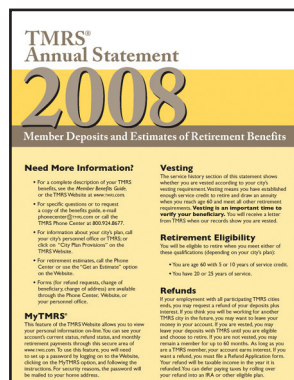 TMRS®
Annual Statement
2008
Member Deposits and Estimates of Retirement Benefits
Need More Information?
• For a complete description of your TMRS
benefits, see the Member Benefits Guide,
or the TMRS Website at www.tmrs.com.
• For specific questions or to request
a copy of the benefits guide, e-mail
phonecenter@tmrs.com or call the
TMRS Phone Center at 800.924.8677.
• For information about your city's plan, call
your city's personnel office or TMRS; or
click on "City Plan Provisions" on the
TMRS Website.
• For retirement estimates, call the Phone
Center or use the "Get an Estimate" option
on the Website.
• Forms (for refund requests, change of
beneficiary, change of address) are available
through the Phone Center, Website, or
your personnel office.
MyTMRS®
This feature of the TMRS Website allows you to view
your personal information on-line. You can see your
account's current status, refund status, and monthly
retirement payments through this secure area of
www.tmrs.com. To use this feature, you will need
to set up a password by logging on to the Website,
clicking on the MyTMRS option, and following the
instructions. For security reasons, the password will
be mailed to your home address.
Vesting
The service history section of this statement shows
whether you are vested according to your city's
vesting requirement. Vesting means you have established
enough service credit to retire and draw an annuity
when you reach age 60 and meet all other retirement
requirements. Vesting is an important time to
verify your beneficiary. You will receive a letter
from TMRS when our records show you are vested.
Retirement Eligibility
You will be eligible to retire when you meet either of
these qualifications (depending on city plan):
• You are age 60 with 5 or 10 years of service credit.
• You have 20 or 25 years of service.
Refunds
If your employment with all participating TMRS cities
ends, you may request a refund of your deposits plus
interest. If you think you will be working for another
TMRS city in the future, you may want to leave your
money in your account. If you are vested, you may
leave your deposits with TMRS until you are eligible
and choose to retire. If you are not vested, you may
remain a member for up to 60 months. As long as you
are a TMRS member, your account earns interest. If you
want a refund, you must file a Refund Application form.
Your refund will be taxable income in the year it is
refunded. You can defer paying taxes by rolling over
your refund into an IRA or other eligible plan.